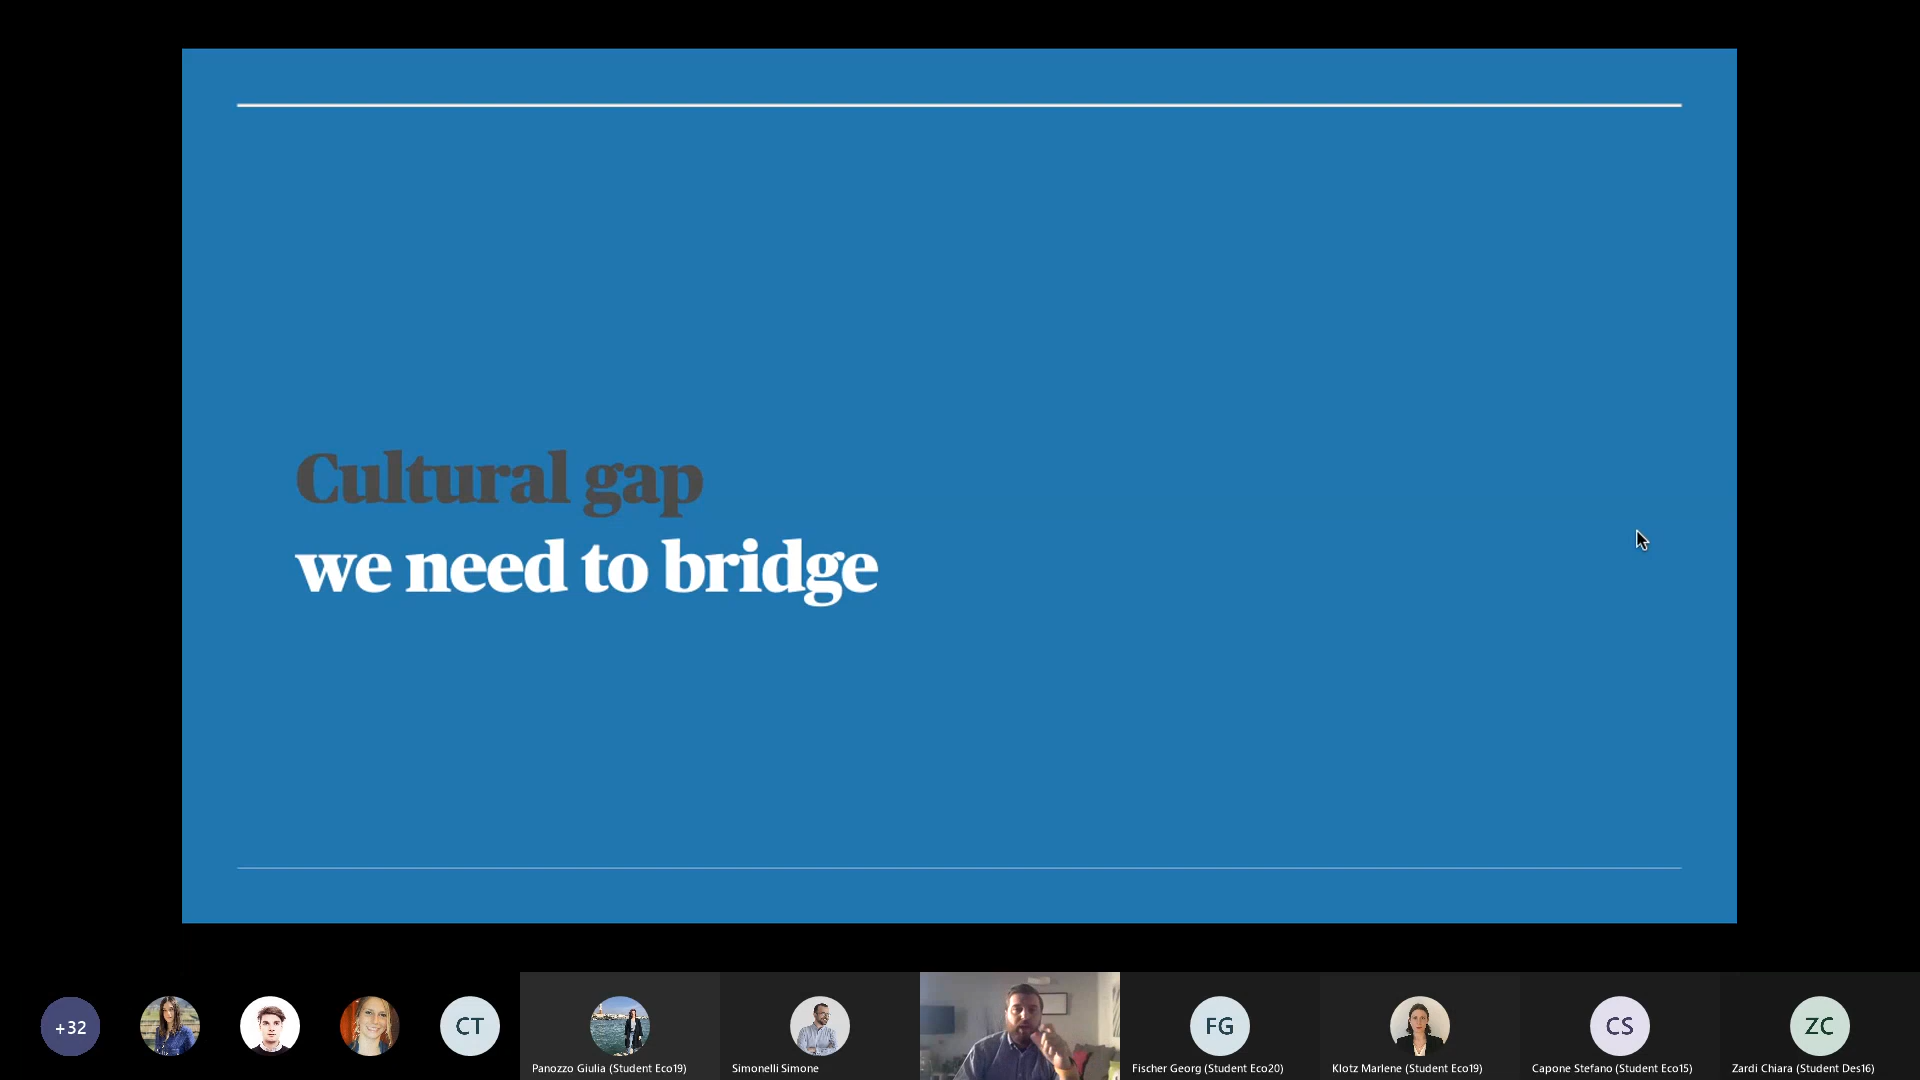 Cultural gap
we need to bridge
+32
CT
Panozzo Giulia (Student Eco19)
Simonelli Simone
FG
Fischer Georg (Student Eco20)
Klotz Marlene (Student Eco19)
CS
Capone Stefano (Student Eco15)
ZC
Zardi Chiara (Student Des16)